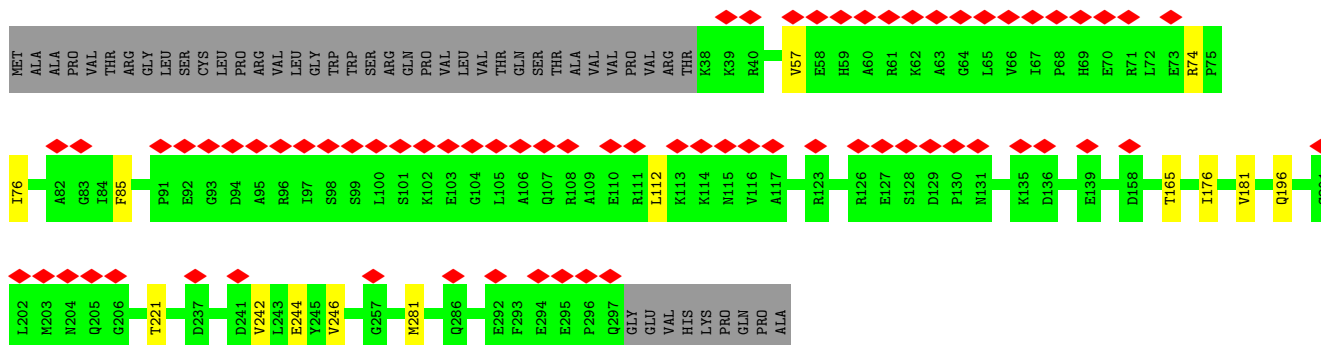 MET ALA ALA PRO VAL THR ARG GLY LEU SER CYS LEU PRO ARG VAL LEU GLY TRP TRP SER ARG GLN PRO VAL LEU VAL THR GLN SER THR ALA VAL VAL PRO VAL ARG THR K38 K39 R40 V57 E58 H59 A60 R61 K62 A63 G64 L65 V66 I67 P68 H69 E70 R71 L72 E73 R74 P75
I76 A82 G83 I84 F85 P91 E92 G93 D94 A95 R96 I97 S98 S99 L100 S101 K102 E103 G104 L105 A106 Q107 R108 A109 E110 R111 L112 K113 K114 N115 V116 A117 R123 R126 E127 S128 D129 P130 N131 K135 D136 E139 D158 T165 I176 V181 Q196
L202 M203 N204 Q205 G206 T221 D237 D241 V242 L243 E244 Y245 V246 G257 M281 Q286 E292 F293 E294 E295 P296 Q297 GLY GLU VAL HIS LYS PRO GLN PRO ALA